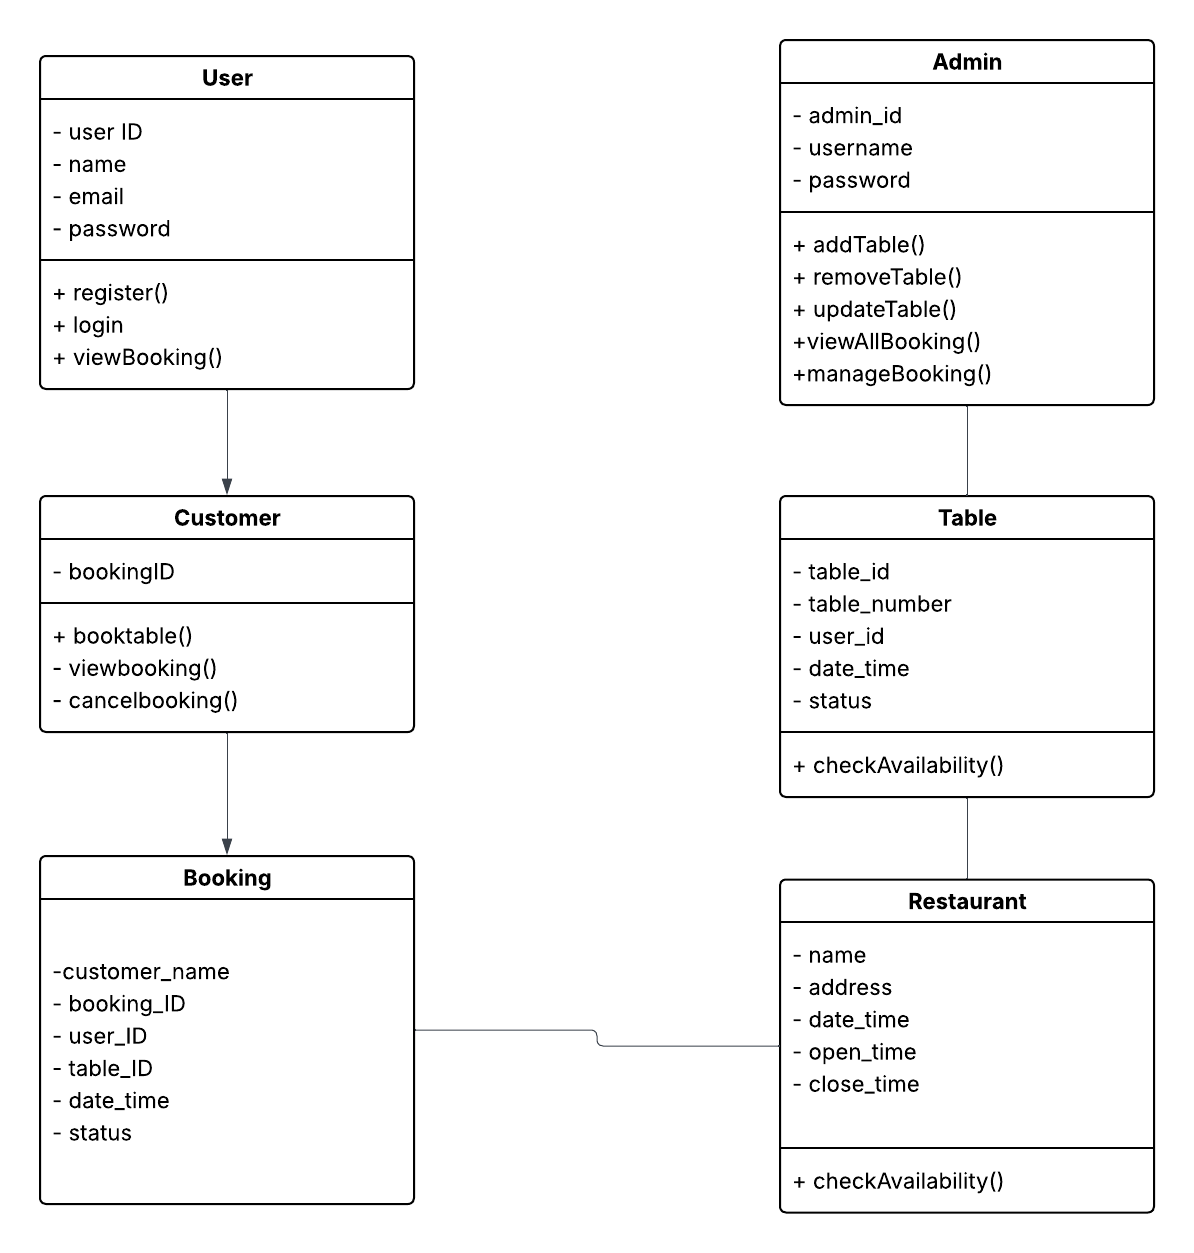 User
- user ID
- name
- email
- password
+ register()
+ login
+ viewBooking()
Customer
- bookingID
+ booktable()
- viewbooking()
- cancelbooking()
Booking
-customer_name
- booking_ID
- user_ID
- table_ID
- date_time
- status
Admin
- admin_id
- username
- password
+ addTable()
+ removeTable()
+ updateTable()
+viewAllBooking()
+manageBooking()
Table
- table_id
- table_number
- user_id
- date_time
- status
+ checkAvailability()
Restaurant
- name
- address
- date_time
- open_time
- close_time
+ checkAvailability()